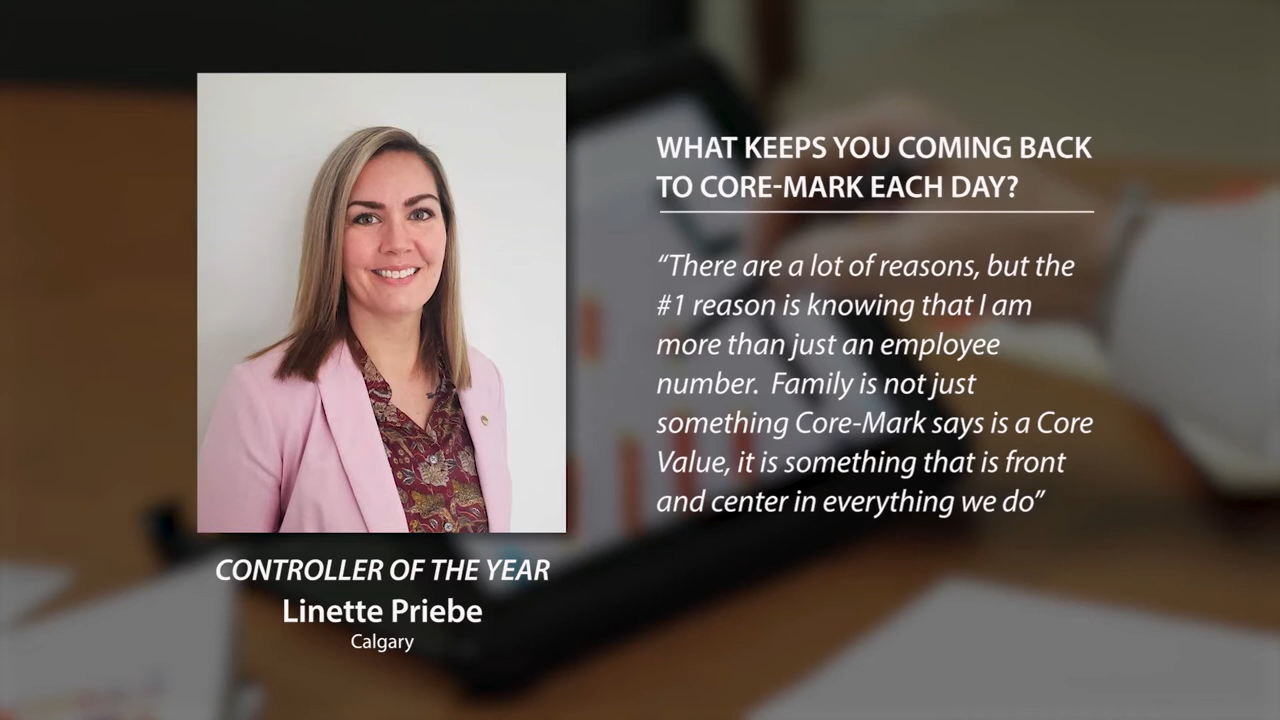 WHAT KEEPS YOU COMING BACK
TO CORE-MARK EACH DAY?
“There are a lot of reasons, but the
#1 reason is knowing that I am
more than just an employee
number.  Family is not just
something Core-Mark says is a Core
Value, it is something that is front
and center in everything we do”
CONTROLLER OF THE YEAR
Linette Priebe
Calgary